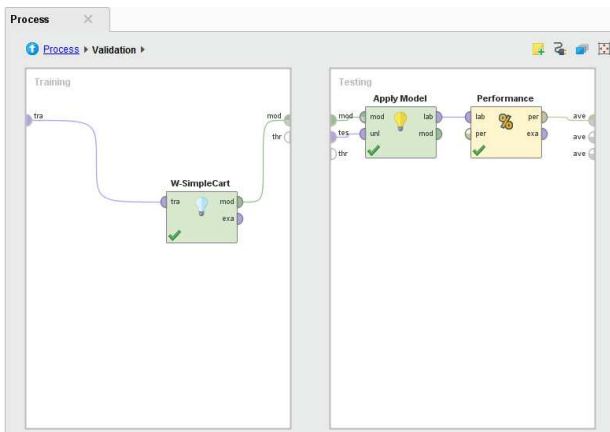 Process
Process Validation
Training
tra
mod
thr
W-SimpleCart
tra
mod
exa
Testing
Apply Model
Performance
mod
tes
thr
mod
unl
lab
mod
lab
per
per
exa
ave
ave
ave